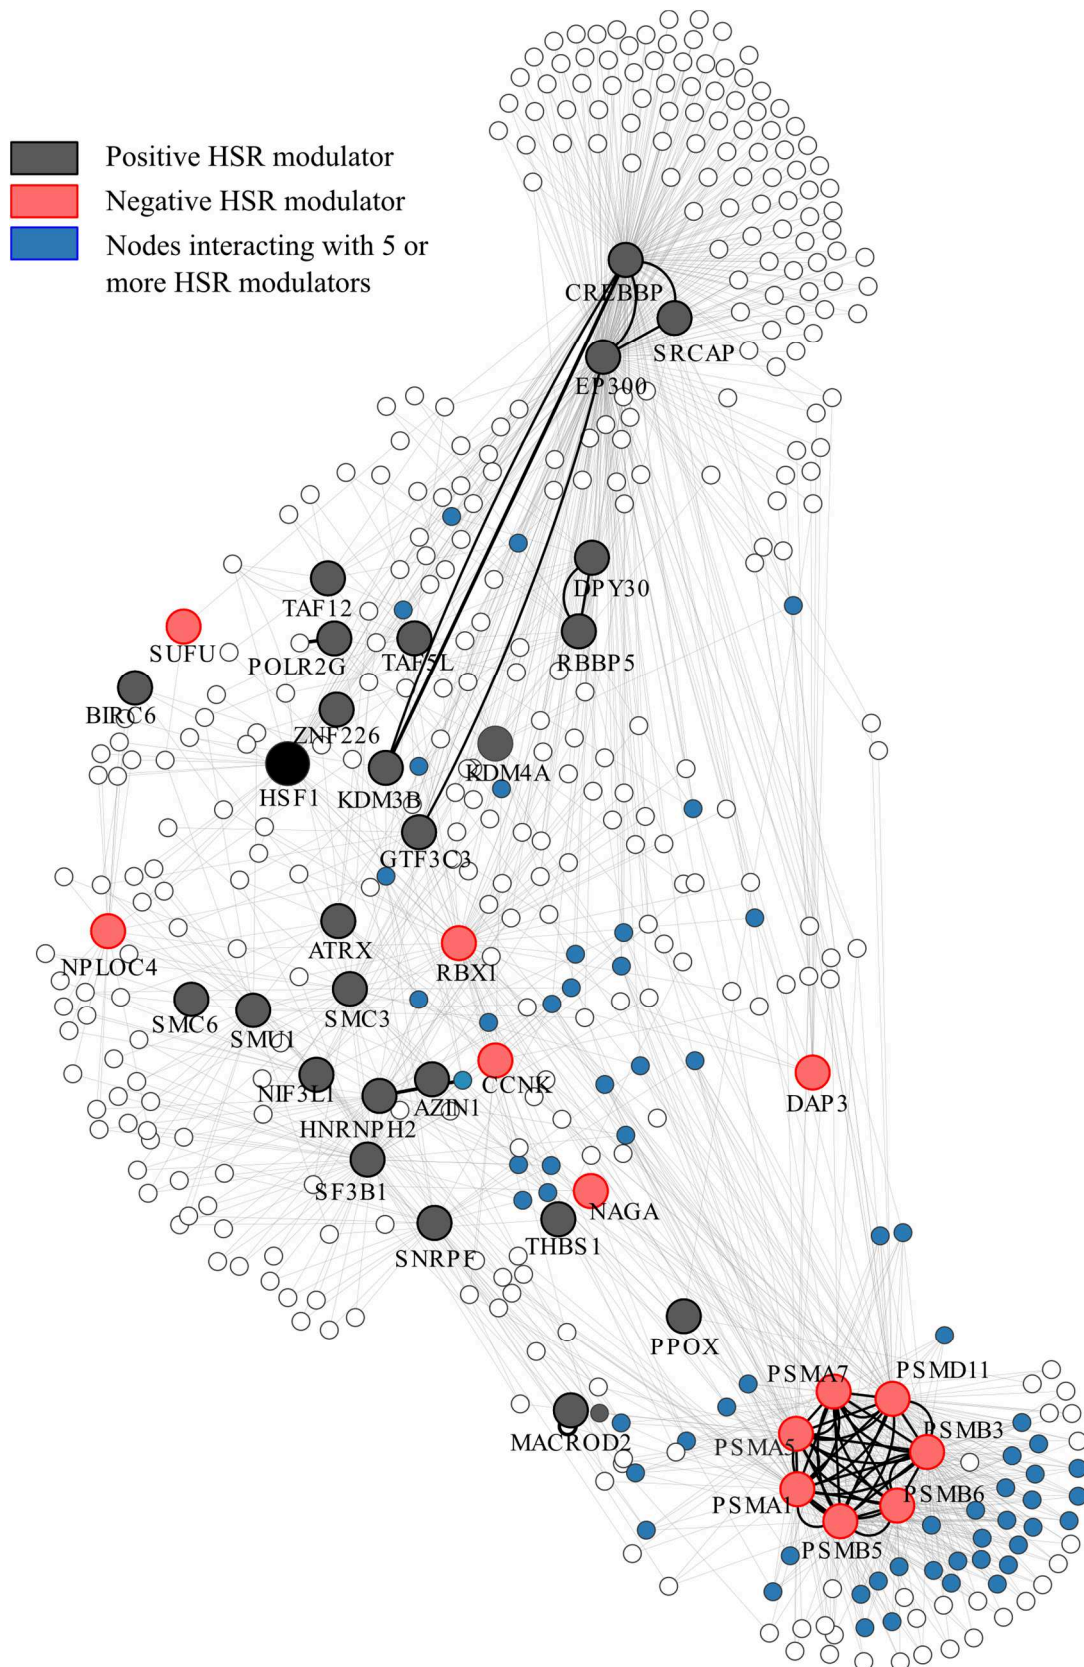 Positive HSR modulator
Negative HSR modulator
Nodes interacting with 5 or
more HSR modulators
CREBBP
SRCAP
EP300
DPY30
TAF12
SUFU
POLR2G
TAF5L
RBBP5
BIRC6
ZNF226
KDM4A
HSF1
KDM3B
GTF3C3
ATRX
NPLOC4
RBX1
SMC6
SMU1
SMC3
NIF3L1
AZIN1
CCNK
DAP3
HNRNPH2
SF3B1
NAGA
SNRPF
THBS1
PPOX
PSMA7
PSMD11
PSMB3
MACROD2
PSMA5
PSMA1
PSMB6
PSMB5